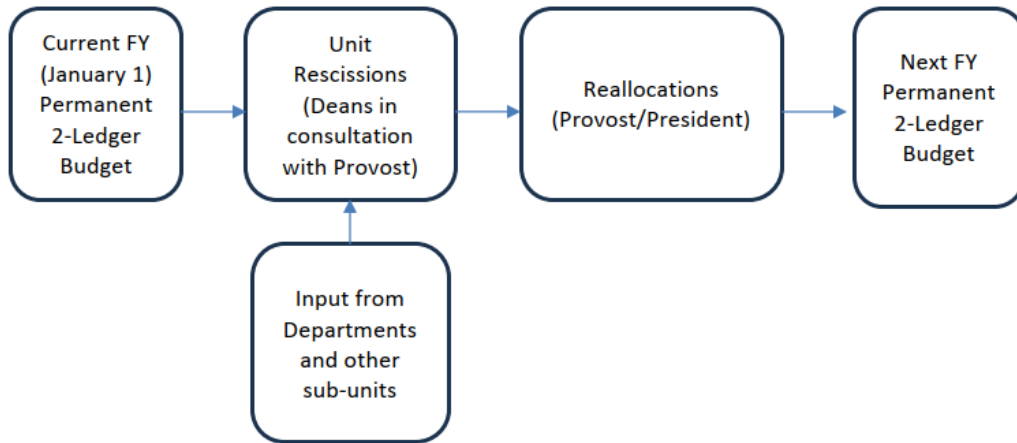 Current FY
(January 1)
Permanent
2-Ledger
Budget
Unit
Rescissions
(Deans in
consultation
with Provost)
Reallocations
(Provost/President)
Next FY
Permanent
2-Ledger
Budget
Input from
Departments
and other
sub-units